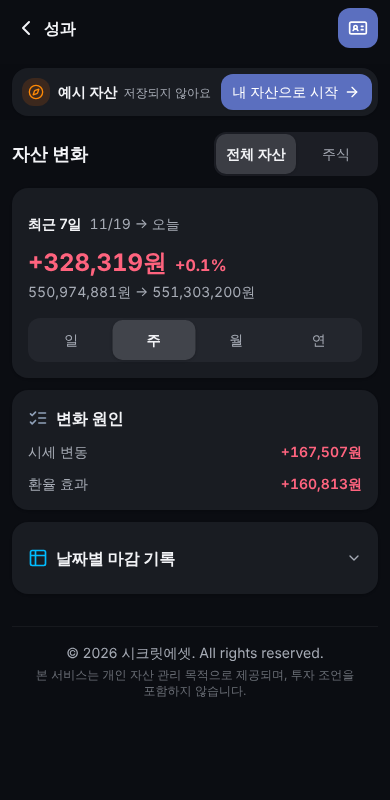 성과
예시 자산 저장되지 않아요 내 자산으로 시작 →
자산 변화 전체 자산 주식
최근 7일 11/19 → 오늘
+328,319원 +0.1%
550,974,881원 → 551,303,200원
일 주 월 연
변화 원인
시세 변동 +167,507원
환율 효과 +160,813원
날짜별 마감 기록
© 2026 시크릿에셋. All rights reserved.
본 서비스는 개인 자산 관리 목적으로 제공되며, 투자 조언을
포함하지 않습니다.